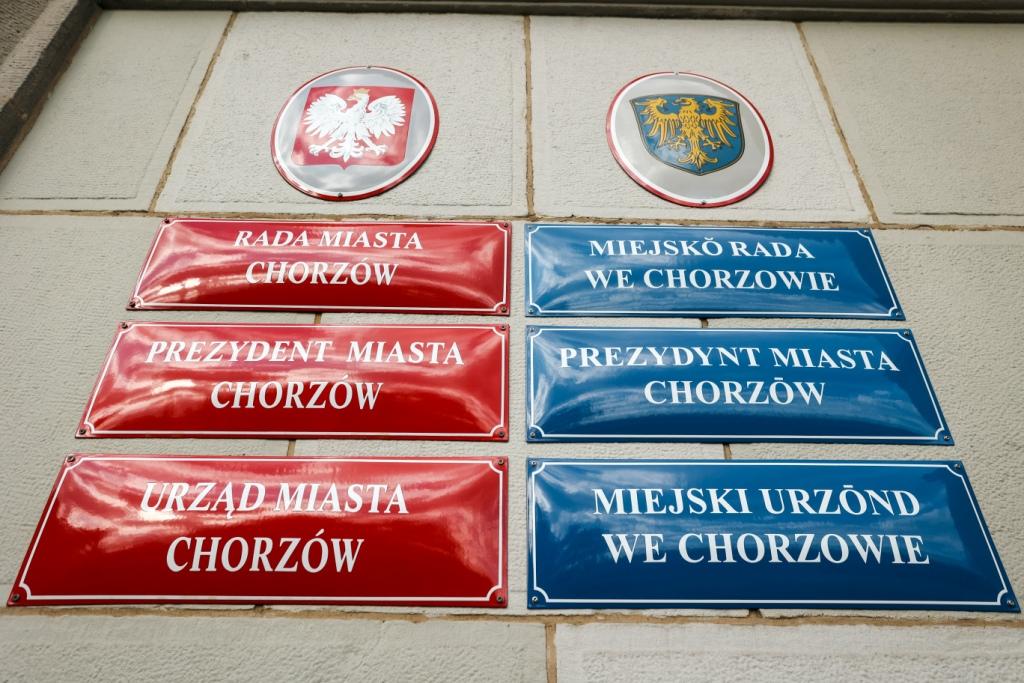 RADA MIASTA
CHORZÓW
PREZYDENT MIASTA
CHORZÓW
URZĄD MIASTA
CHORZÓW
MIEJSKŎ RADA
WE CHORZOWIE
PREZYDYNT MIASTA
CHORZŌW
MIEJSKI URZŌND
WE CHORZOWIE